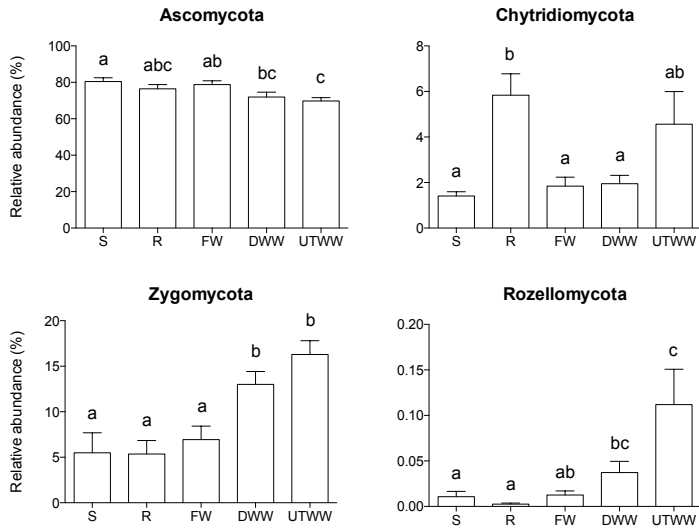 Ascomycota
Relative abundance (%)
100
80
60
40
20
0
a
abc
ab
bc
c
S
R
FW
DWW
UTWW
Chytridiomycota
8
6
4
2
0
a
b
a
a
ab
S
R
FW
DWW
UTWW
Zygomycota
Relative abundance (%)
20
15
10
5
0
a
a
a
b
b
S
R
FW
DWW
UTWW
Rozellomycota
0.20
0.15
0.10
0.05
0.00
a
a
ab
bc
c
S
R
FW
DWW
UTWW